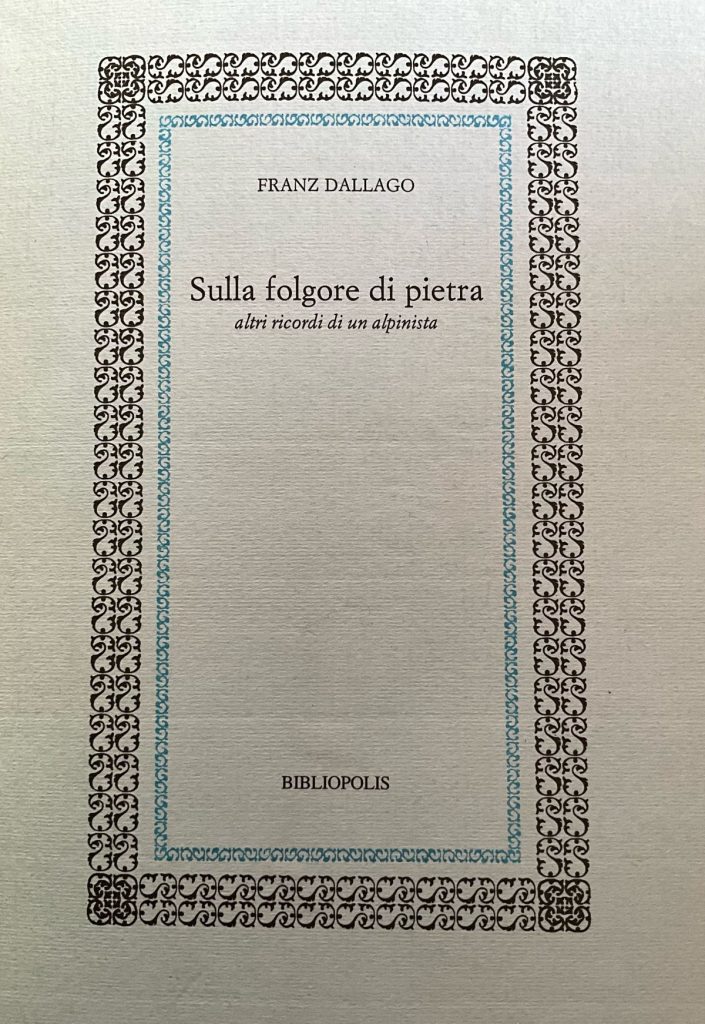 FRANZ DALLAGO
Sulla folgore di pietra
altri ricordi di un alpinista
BIBLIOPOLIS